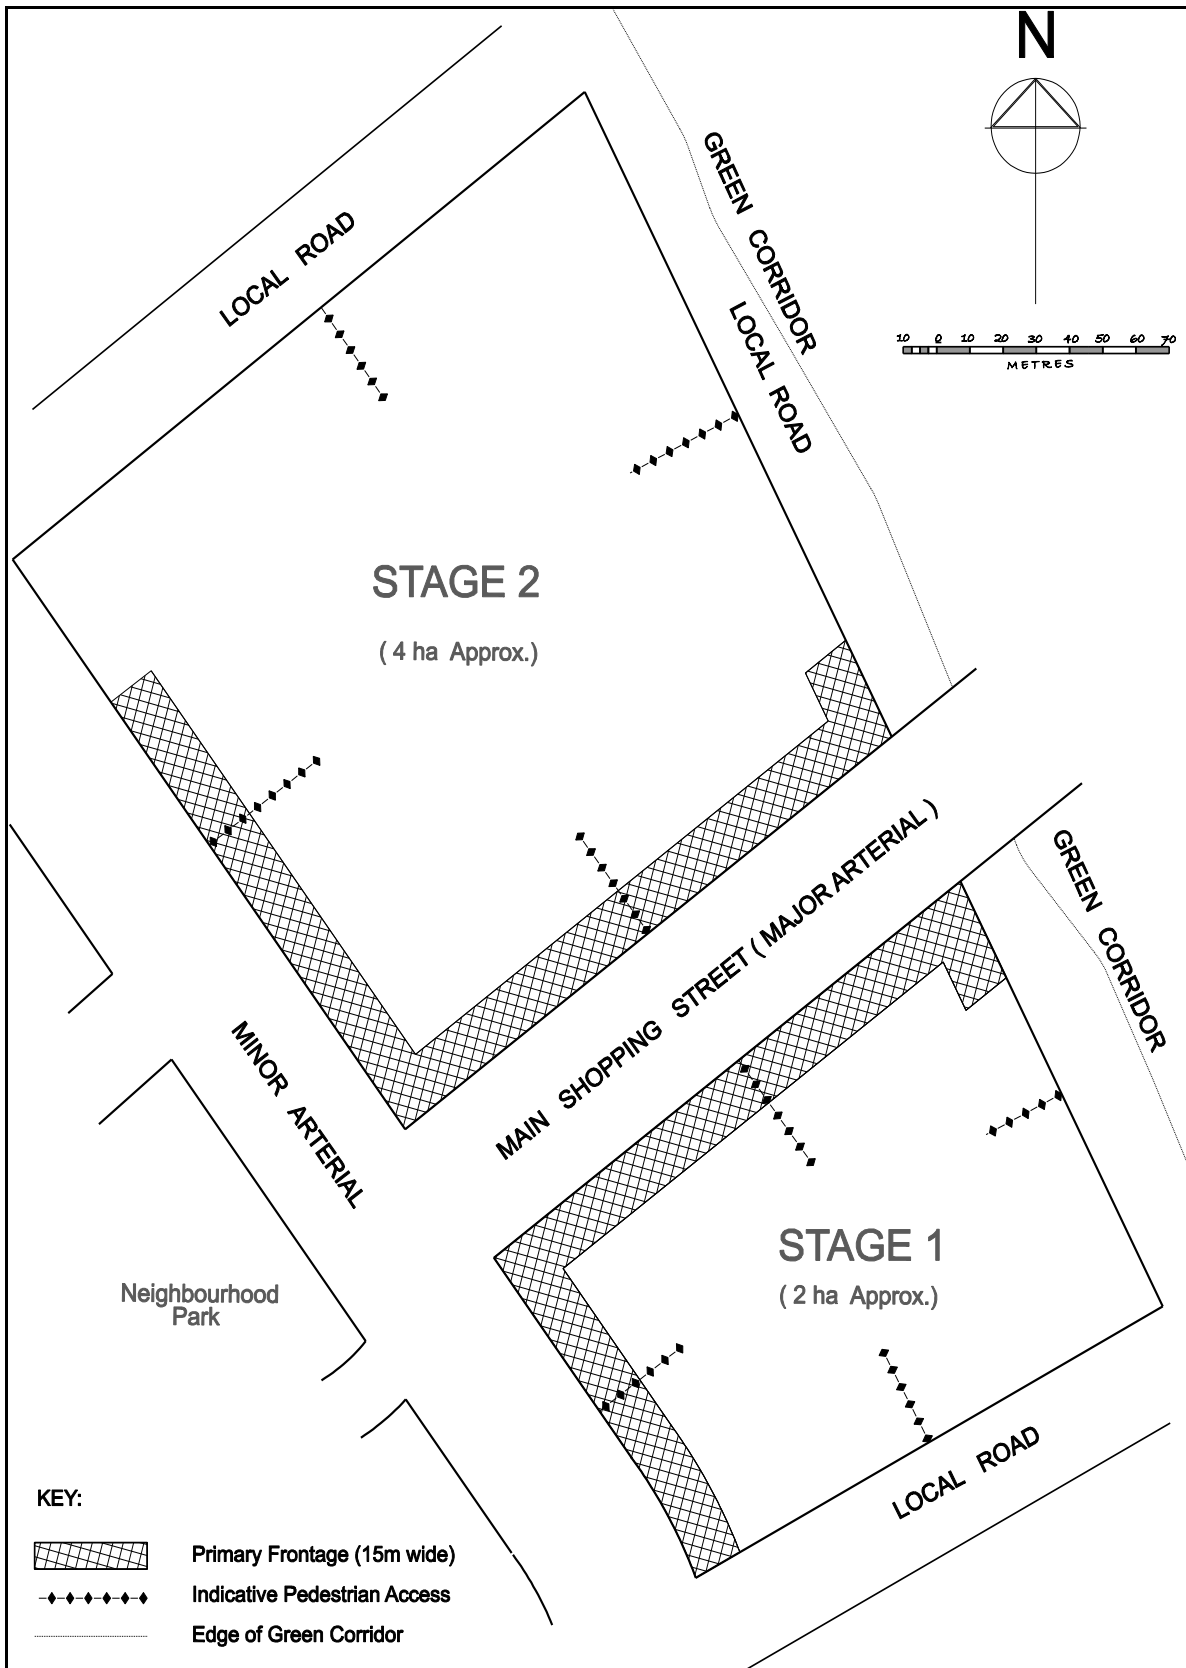 N
GREEN CORRIDOR
LOCAL ROAD
LOCAL ROAD
10 0 10 20 30 40 50 60 70
METRES
STAGE 2
( 4 ha Approx.)
MAIN SHOPPING STREET ( MAJOR ARTERIAL )
GREEN CORRIDOR
MINOR ARTERIAL
STAGE 1
( 2 ha Approx.)
Neighbourhood
Park
LOCAL ROAD
KEY:
Primary Frontage (15m wide)
Indicative Pedestrian Access
Edge of Green Corridor